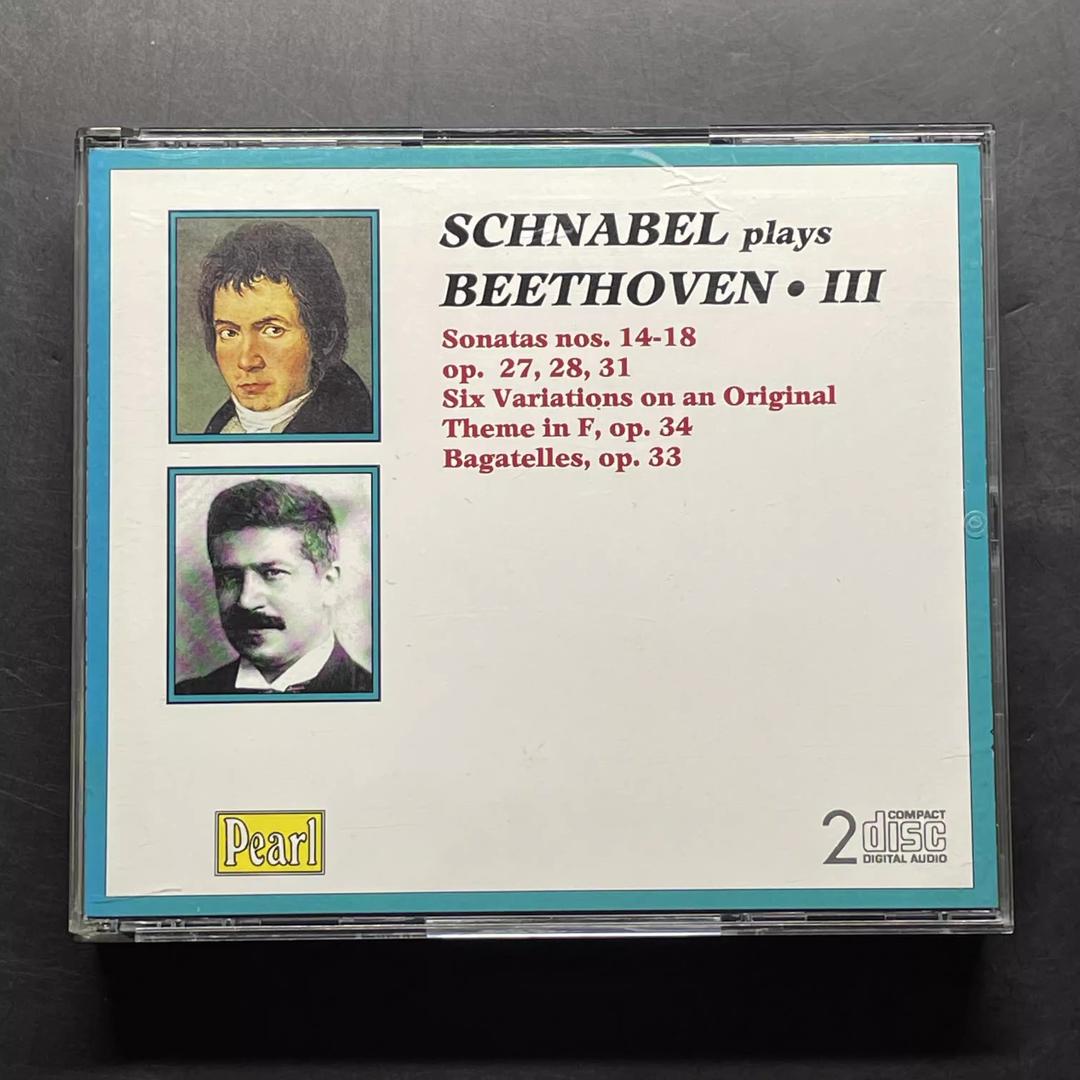 SCHNABEL plays
BEETHOVEN • III
Sonatas nos. 14-18
op. 27, 28, 31
Six Variations on an Original
Theme in F, op. 34
Bagatelles, op. 33
Pearl
2 COMPACT
disc
DIGITAL AUDIO